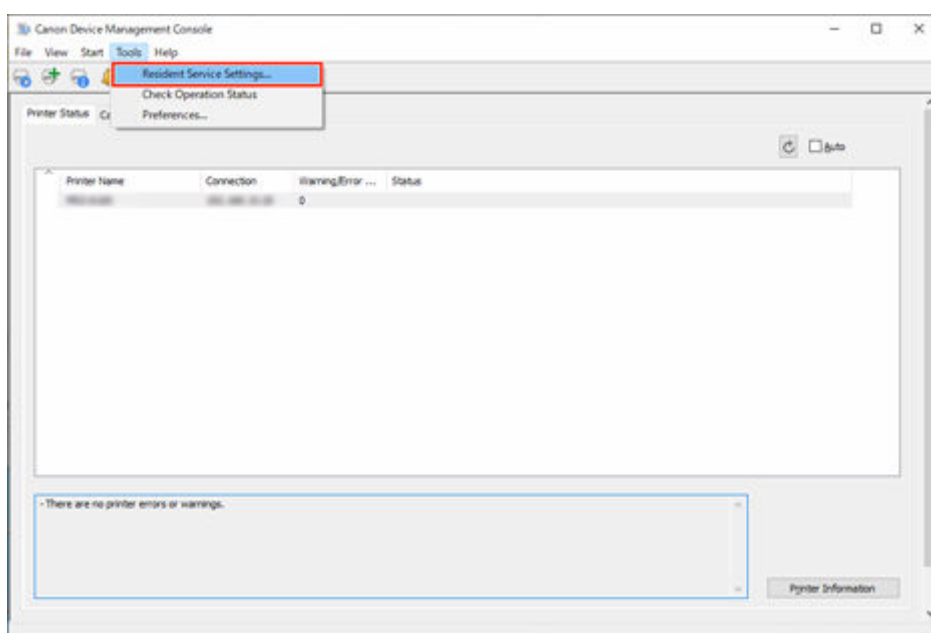 Canon Device Management Console
File View Start Tools Help
Resident Service Settings...
Check Operation Status
Preferences...
Printer Status
Auto
Printer Name Connection Warning/Error ... Status
0
- There are no printer errors or warnings.
Printer Information